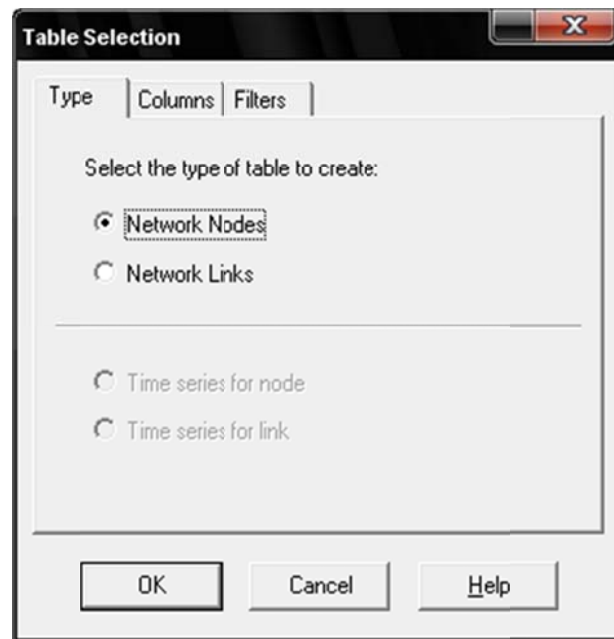 Table Selection
Type Columns Filters
Select the type of table to create:
Network Nodes
Network Links
Time series for node
Time series for link
OK Cancel Help